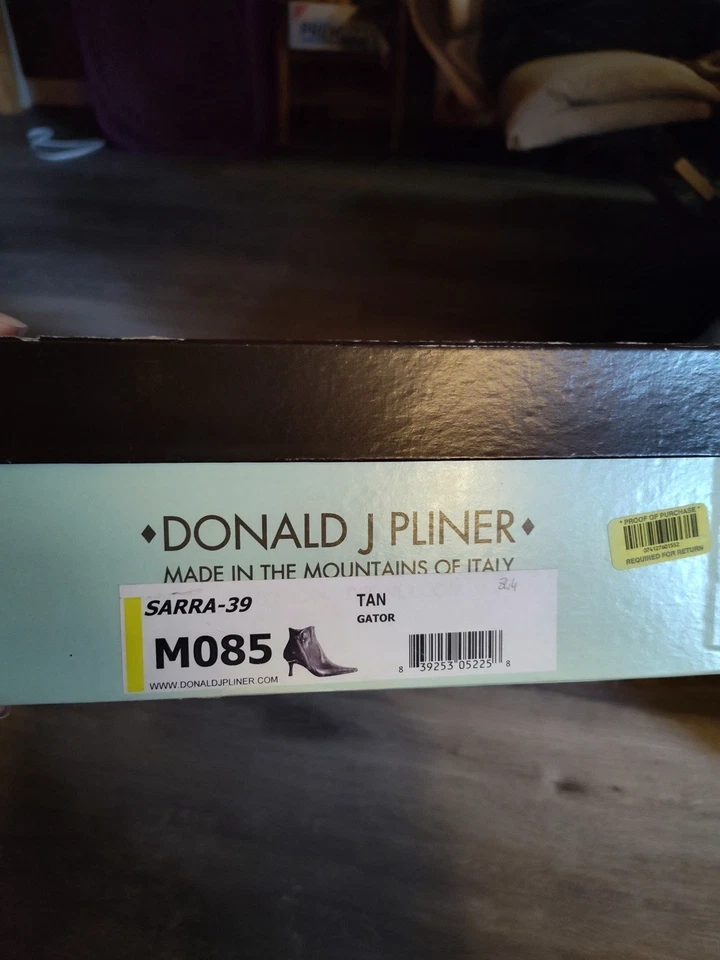 ♦DONALD J PLINER♦
MADE IN THE MOUNTAINS OF ITALY
* PROOF OF PURCHASE *
REQUIRED FOR RETURN
SARRA-39
TAN
GATOR
M085
8 39253 05225 8
WWW.DONALDJPLINER.COM